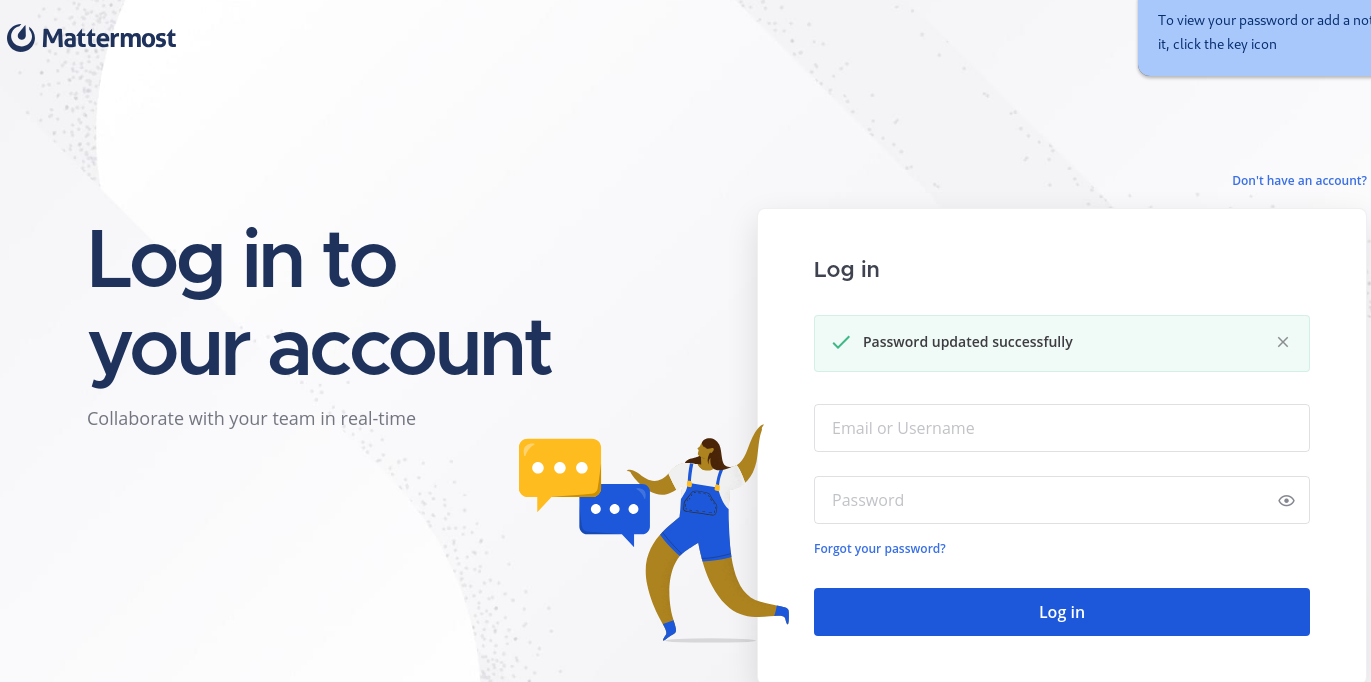 Mattermost
To view your password or add a
it, click the key icon
Don't have an account?
Log in to
your account
Collaborate with your team in real-time
Log in
Password updated successfully
Email or Username
Password
Forgot your password?
Log in